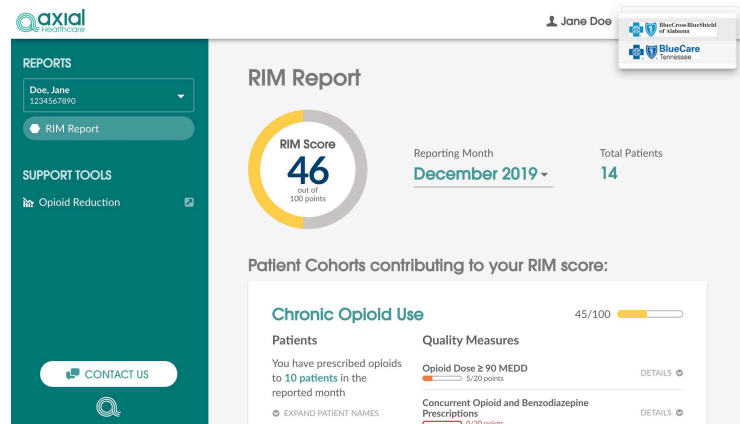 axial
Healthcare
Jane Doe
BlueCross BlueShield
of Alabama
BlueCare
Tennessee
REPORTS
Doe, Jane
1234567890
RIM Report
SUPPORT TOOLS
Opioid Reduction
CONTACT US
RIM Report
RIM Score
46
out of
100 points
Reporting Month
December 2019
Total Patients
14
Patient Cohorts contributing to your RIM score:
Chronic Opioid Use
45/100
Patients
You have prescribed opioids
to 10 patients in the
reported month
EXPAND PATIENT NAMES
Quality Measures
Opioid Dose ≥ 90 MEDD
5/20 points
DETAILS
Concurrent Opioid and Benzodiazepine
Prescriptions
0/20 points
DETAILS